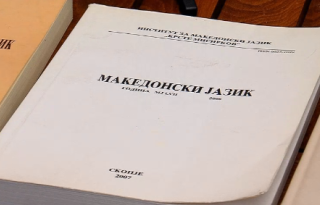 ИНСТИТУТ ЗА МАКЕДОНСКИ ЈАЗИК
"КРСТЕ МИСИРКОВ"
МАКЕДОНСКИ ЈАЗИК
ГОДИНА
СКОПЈЕ
2007
ЗИК